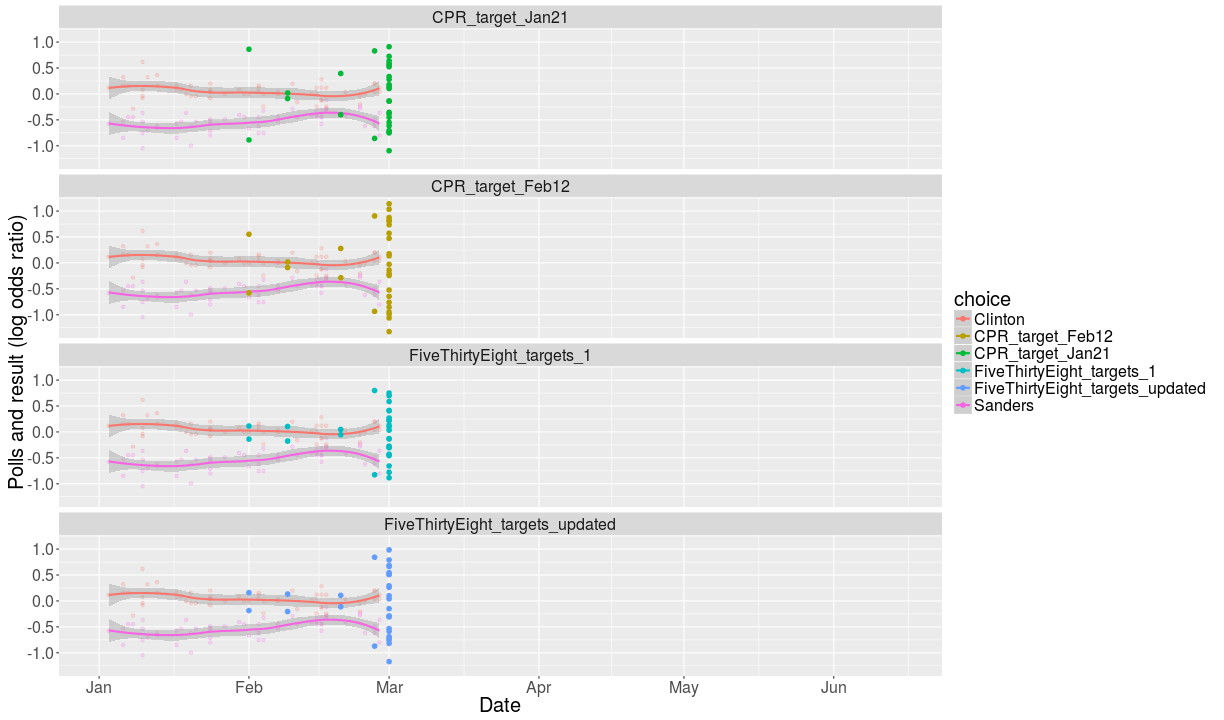 CPR_target_Jan21
1.0
0.5
0.0
-0.5
-1.0
CPR_target_Feb12
1.0
0.5
0.0
-0.5
-1.0
FiveThirtyEight_targets_1
1.0
0.5
0.0
-0.5
-1.0
FiveThirtyEight_targets_updated
1.0
0.5
0.0
-0.5
-1.0
Jan Feb Mar Apr May Jun
Date
Polls and result (log odds ratio)
choice
Clinton
CPR_target_Feb12
CPR_target_Jan21
FiveThirtyEight_targets_1
FiveThirtyEight_targets_updated
Sanders